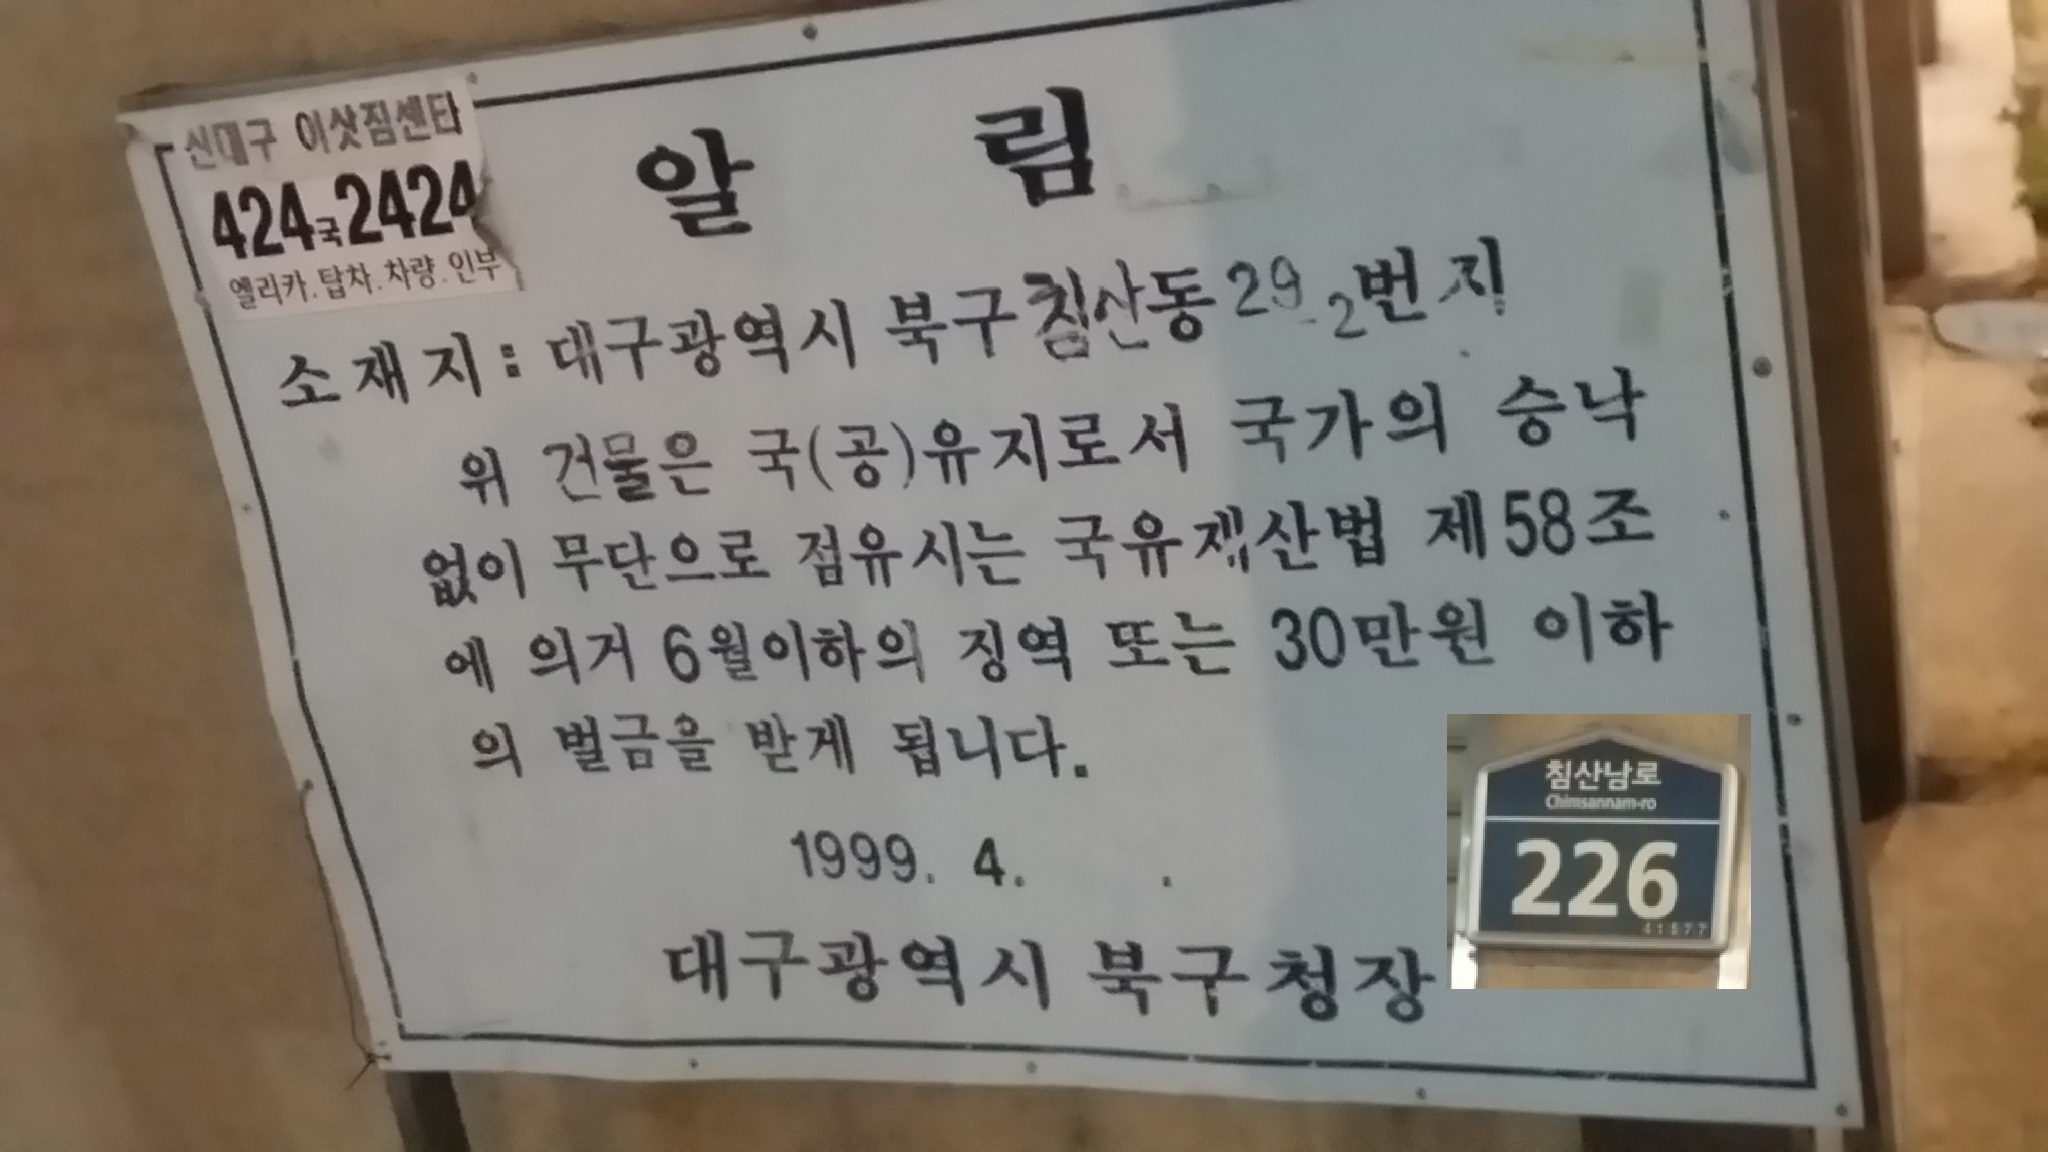 신대구 이삿짐센타
424국2424
엘리카.탑차.차량.인부
알 림
소재지: 대구광역시 북구 침산동 29-2번지
위 건물은 국(공)유지로서 국가의 승낙
없이 무단으로 점유시는 국유재산법 제58조
에 의거 6월이하의 징역 또는 30만원 이하
의 벌금을 받게 됩니다.
1999. 4. .
대구광역시 북구청장
침산남로
Chimsannam-ro
226
41577